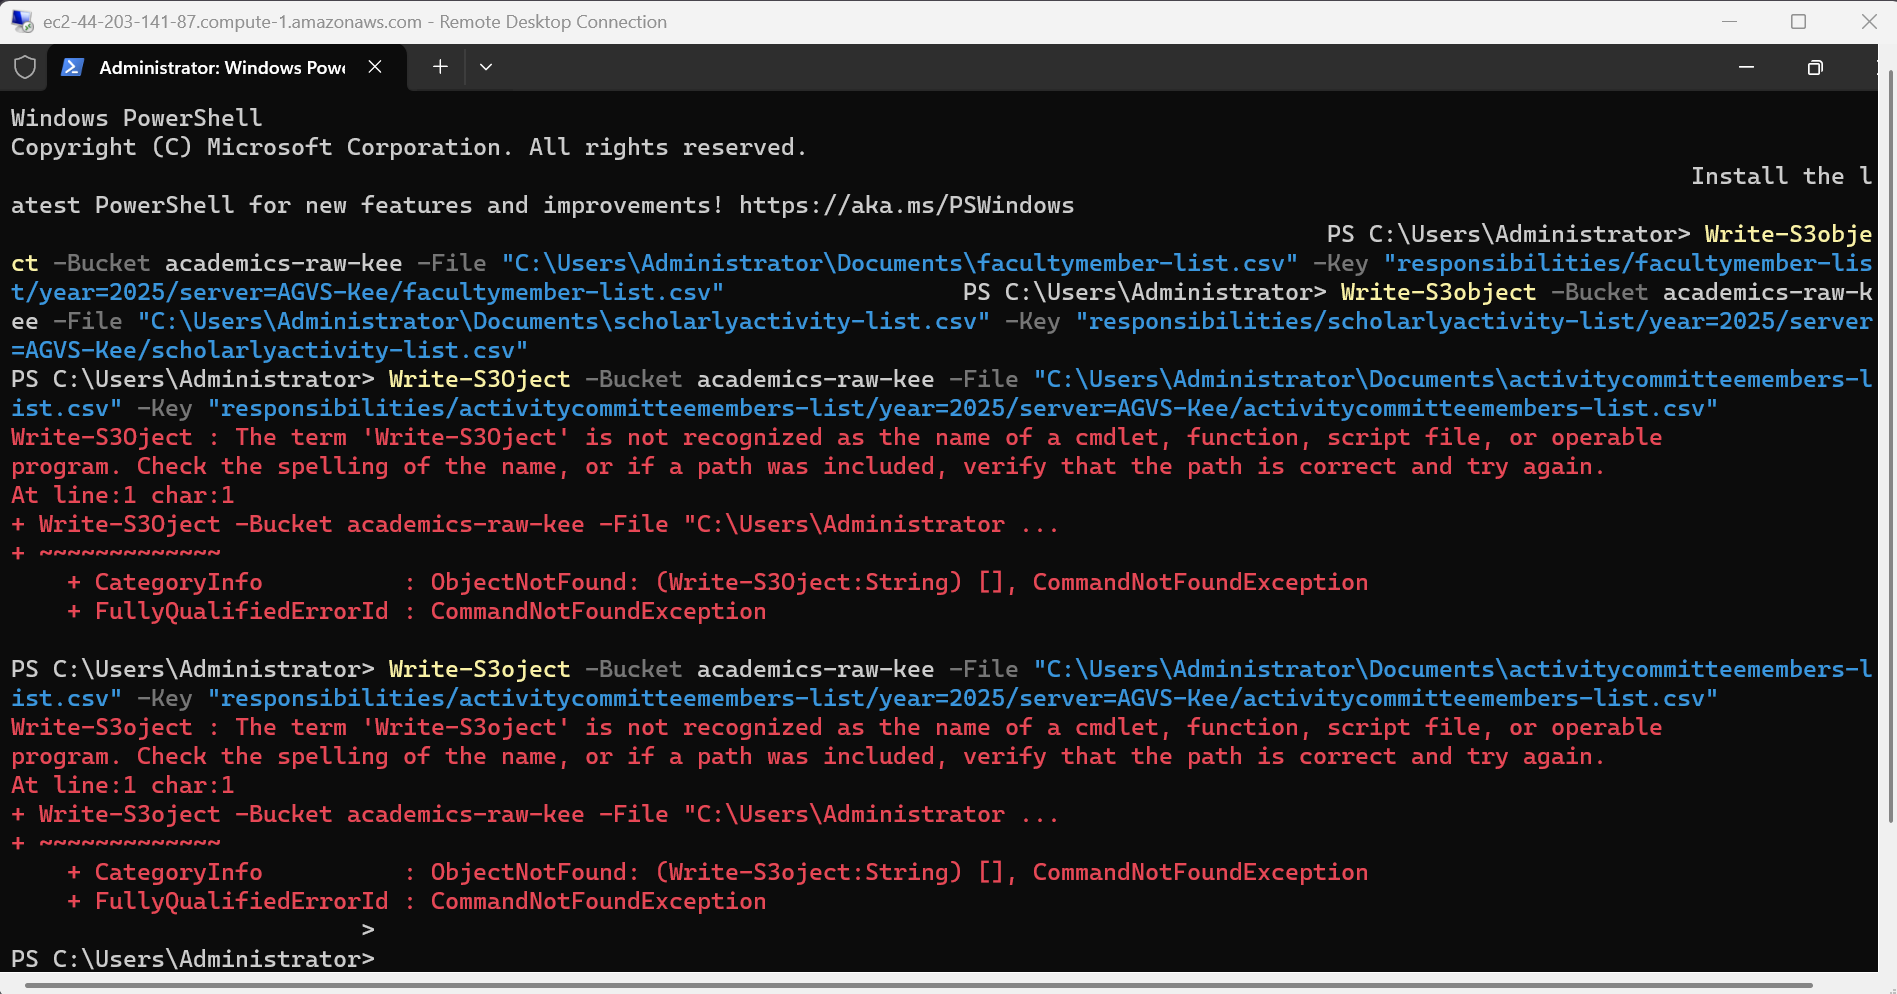 ec2-44-203-141-87.compute-1.amazonaws.com - Remote Desktop Connection
Administrator: Windows Powe
Windows PowerShell
Copyright (C) Microsoft Corporation. All rights reserved.
Install the l
atest PowerShell for new features and improvements! https://aka.ms/PSWindows
PS C:\Users\Administrator> Write-S3obje
ct -Bucket academics-raw-kee -File "C:\Users\Administrator\Documents\facultymember-list.csv" -Key "responsibilities/facultymember-lis
t/year=2025/server=AGVS-Kee/facultymember-list.csv" PS C:\Users\Administrator> Write-S3object -Bucket academics-raw-k
ee -File "C:\Users\Administrator\Documents\scholarlyactivity-list.csv" -Key "responsibilities/scholarlyactivity-list/year=2025/server
=AGVS-Kee/scholarlyactivity-list.csv"
PS C:\Users\Administrator> Write-S3Oject -Bucket academics-raw-kee -File "C:\Users\Administrator\Documents\activitycommitteemembers-l
ist.csv" -Key "responsibilities/activitycommitteemembers-list/year=2025/server=AGVS-Kee/activitycommitteemembers-list.csv"
Write-S3Oject : The term 'Write-S3Oject' is not recognized as the name of a cmdlet, function, script file, or operable
program. Check the spelling of the name, or if a path was included, verify that the path is correct and try again.
At line:1 char:1
+ Write-S3Oject -Bucket academics-raw-kee -File "C:\Users\Administrator ...
+ ~~~~~~~~~~~~~
    + CategoryInfo          : ObjectNotFound: (Write-S3Oject:String) [], CommandNotFoundException
    + FullyQualifiedErrorId : CommandNotFoundException
PS C:\Users\Administrator> Write-S3oject -Bucket academics-raw-kee -File "C:\Users\Administrator\Documents\activitycommitteemembers-l
ist.csv" -Key "responsibilities/activitycommitteemembers-list/year=2025/server=AGVS-Kee/activitycommitteemembers-list.csv"
Write-S3oject : The term 'Write-S3oject' is not recognized as the name of a cmdlet, function, script file, or operable
program. Check the spelling of the name, or if a path was included, verify that the path is correct and try again.
At line:1 char:1
+ Write-S3oject -Bucket academics-raw-kee -File "C:\Users\Administrator ...
+ ~~~~~~~~~~~~~
    + CategoryInfo          : ObjectNotFound: (Write-S3oject:String) [], CommandNotFoundException
    + FullyQualifiedErrorId : CommandNotFoundException
>
PS C:\Users\Administrator>